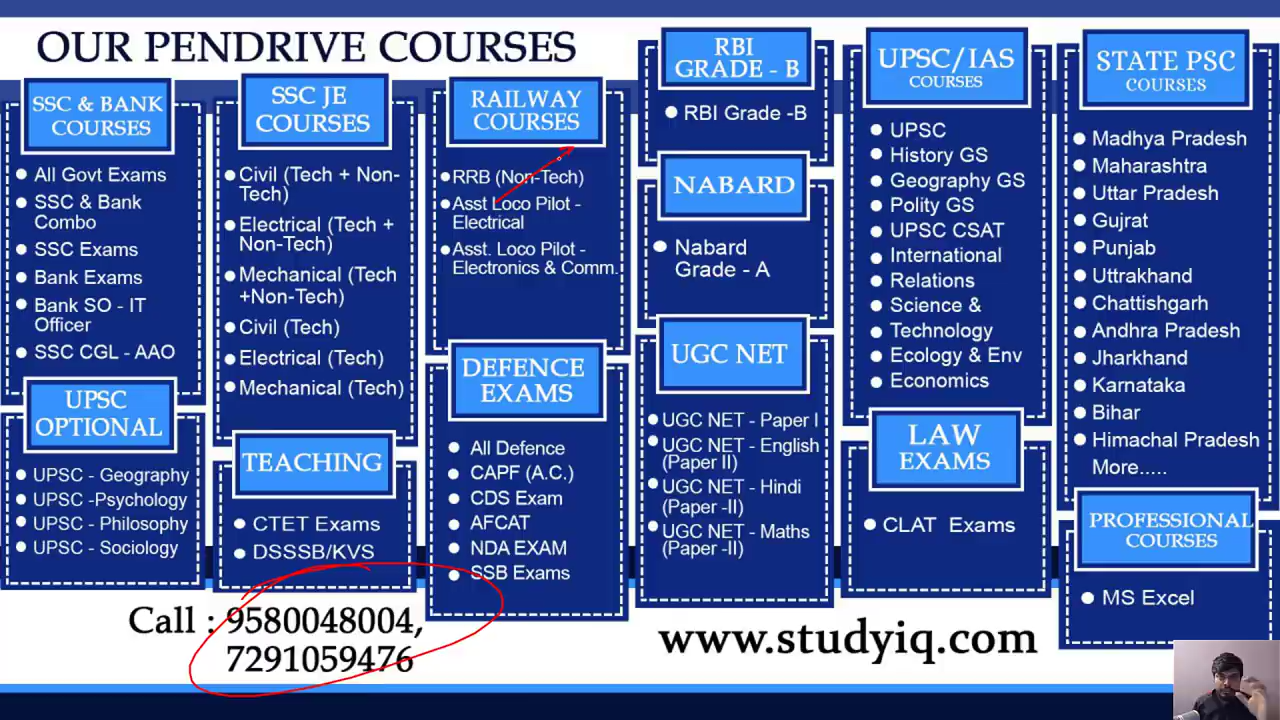 OUR PENDRIVE COURSES
SSC & BANK
COURSES
All Govt Exams
SSC & Bank
Combo
SSC Exams
Bank Exams
Bank SO - IT
Officer
SSC CGL - AAO
UPSC
OPTIONAL
UPSC - Geography
UPSC -Psychology
UPSC - Philosophy
UPSC - Sociology
SSC JE
COURSES
Civil (Tech + Non-
Tech)
Electrical (Tech +
Non-Tech)
Mechanical (Tech
+Non-Tech)
Civil (Tech)
Electrical (Tech)
Mechanical (Tech)
TEACHING
CTET Exams
DSSSB/KVS
RAILWAY
COURSES
RRB (Non-Tech)
Asst Loco Pilot -
Electrical
Asst. Loco Pilot -
Electronics & Comm.
DEFENCE
EXAMS
All Defence
CAPF (A.C.)
CDS Exam
AFCAT
NDA EXAM
SSB Exams
RBI
GRADE - B
RBI Grade -B
NABARD
Nabard
Grade - A
UGC NET
UGC NET - Paper I
UGC NET - English
(Paper II)
UGC NET - Hindi
(Paper -II)
UGC NET - Maths
(Paper -II)
UPSC/IAS
COURSES
UPSC
History GS
Geography GS
Polity GS
UPSC CSAT
International
Relations
Science &
Technology
Ecology & Env
Economics
LAW
EXAMS
CLAT Exams
STATE PSC
COURSES
Madhya Pradesh
Maharashtra
Uttar Pradesh
Gujrat
Punjab
Uttrakhand
Chattishgarh
Andhra Pradesh
Jharkhand
Karnataka
Bihar
Himachal Pradesh
More.....
PROFESSIONAL
COURSES
MS Excel
Call : 9580048004,
7291059476
www.studyiq.com